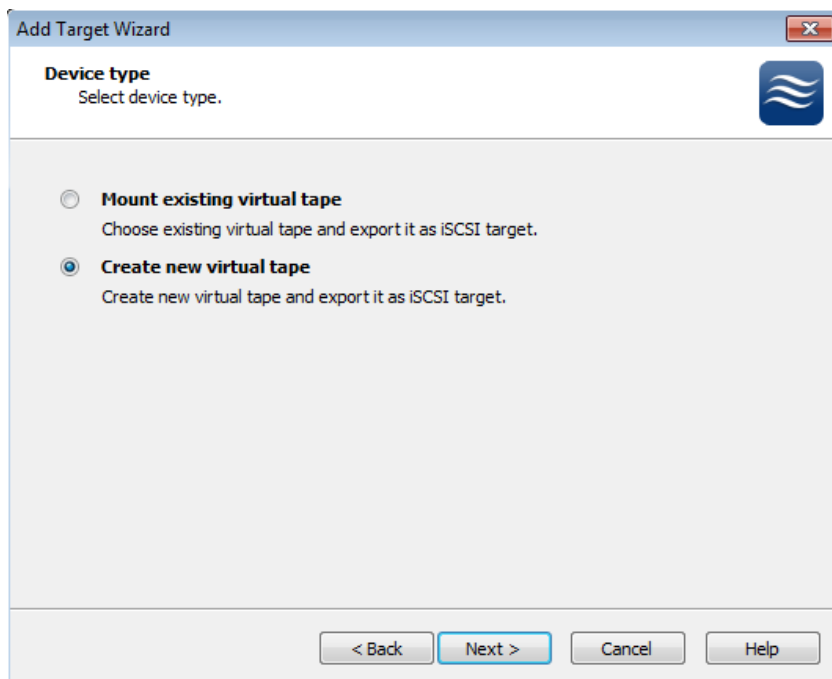 Add Target Wizard
Device type
Select device type.
Mount existing virtual tape
Choose existing virtual tape and export it as iSCSI target.
Create new virtual tape
Create new virtual tape and export it as iSCSI target.
< Back
Next >
Cancel
Help